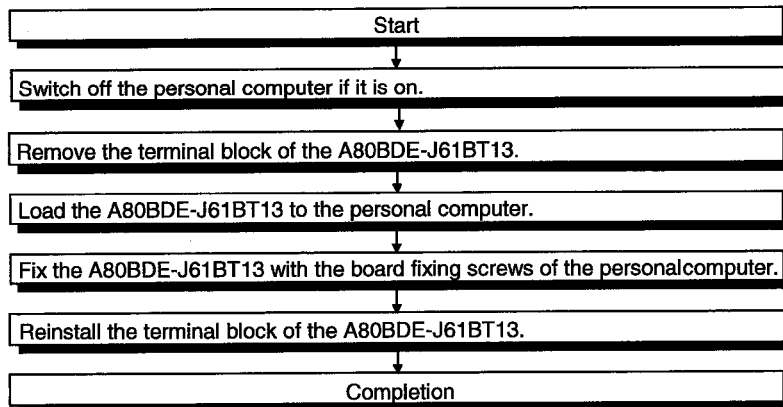 Start
Switch off the personal computer if it is on.
Remove the terminal block of the A80BDE-J61BT13.
Load the A80BDE-J61BT13 to the personal computer.
Fix the A80BDE-J61BT13 with the board fixing screws of the personalcomputer.
Reinstall the terminal block of the A80BDE-J61BT13.
Completion